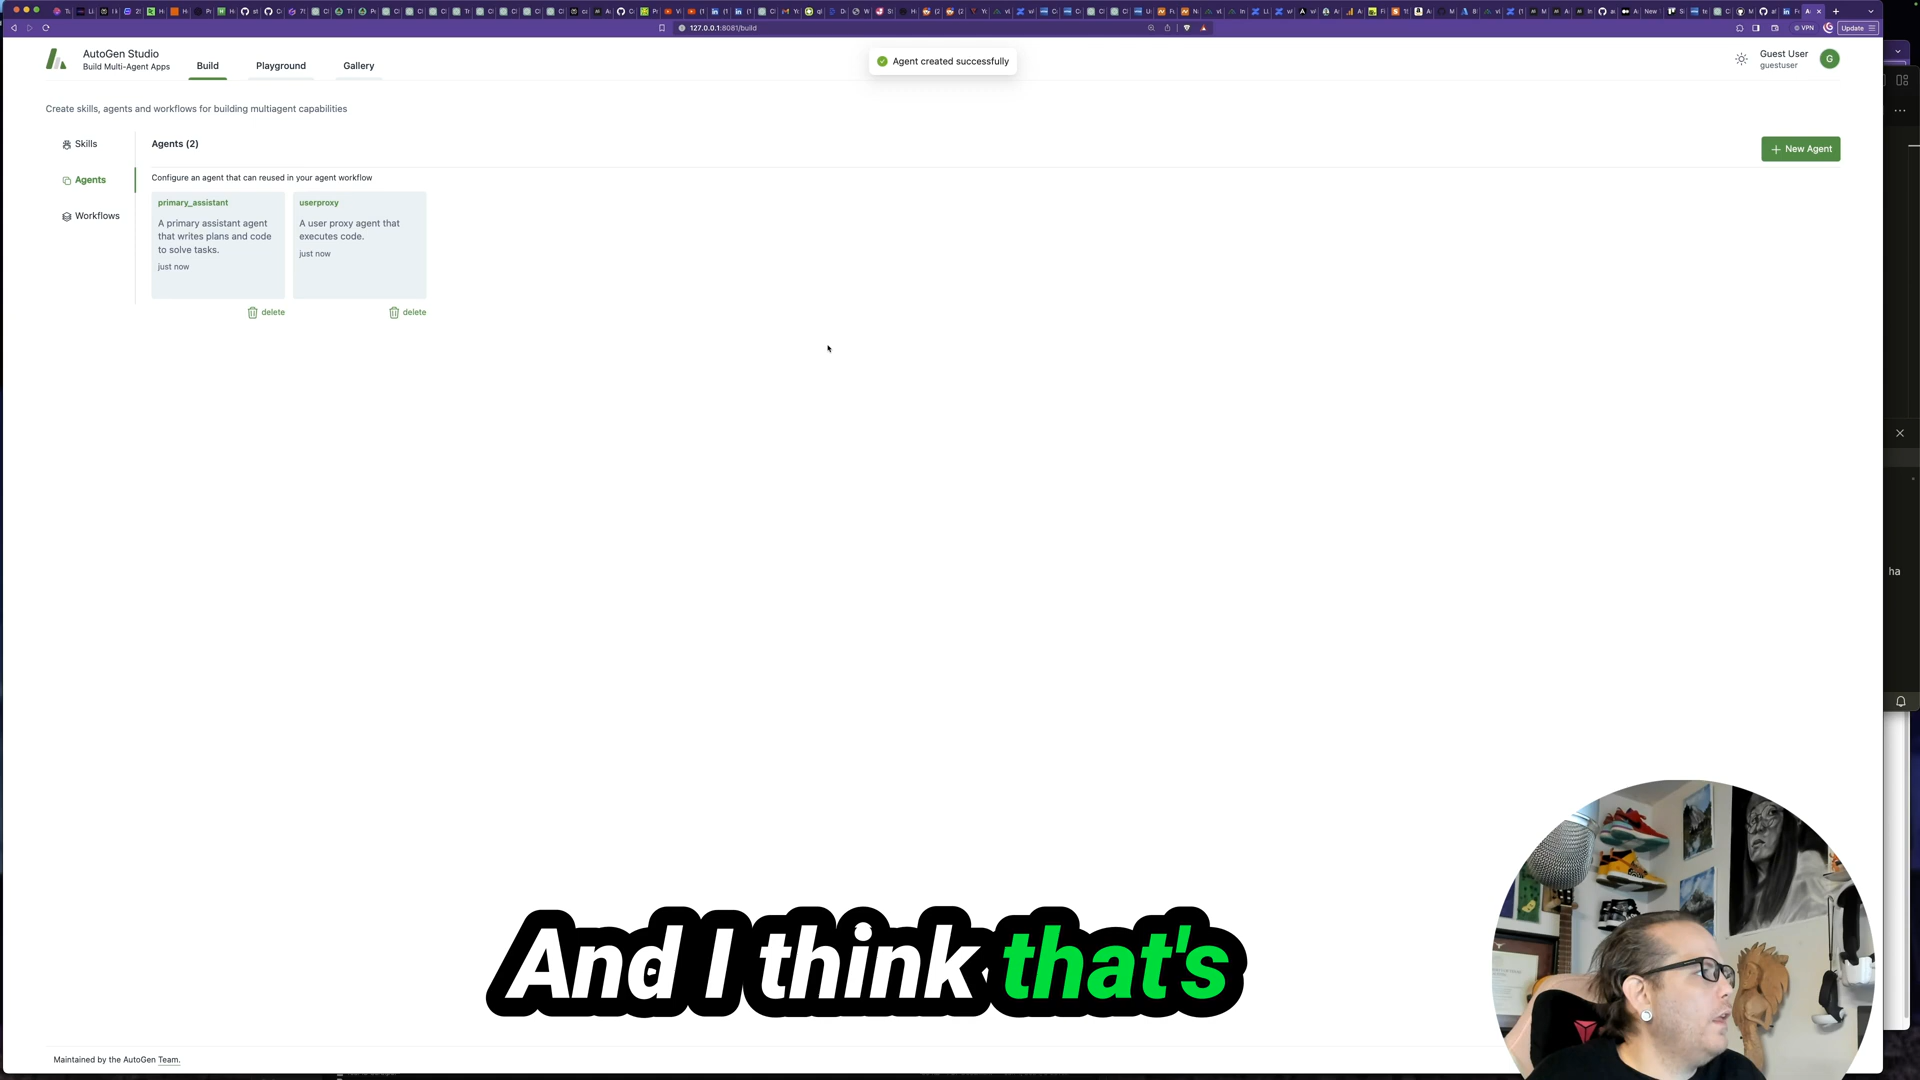 127.0.0.1:8081/build
VPN
Update
AutoGen Studio
Build Multi-Agent Apps
Build
Playground
Gallery
Agent created successfully
Guest User
guestuser
G
Create skills, agents and workflows for building multiagent capabilities
Skills
Agents
Workflows
Agents (2)
New Agent
Configure an agent that can reused in your agent workflow
primary_assistant
A primary assistant agent
that writes plans and code
to solve tasks.
just now
delete
userproxy
A user proxy agent that
executes code.
just now
delete
ha
And I think that's
Maintained by the AutoGen Team.